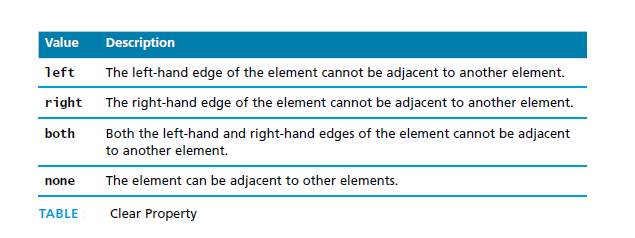 Value Description
left The left-hand edge of the element cannot be adjacent to another element.
right The right-hand edge of the element cannot be adjacent to another element.
both Both the left-hand and right-hand edges of the element cannot be adjacent
to another element.
none The element can be adjacent to other elements.
TABLE Clear Property